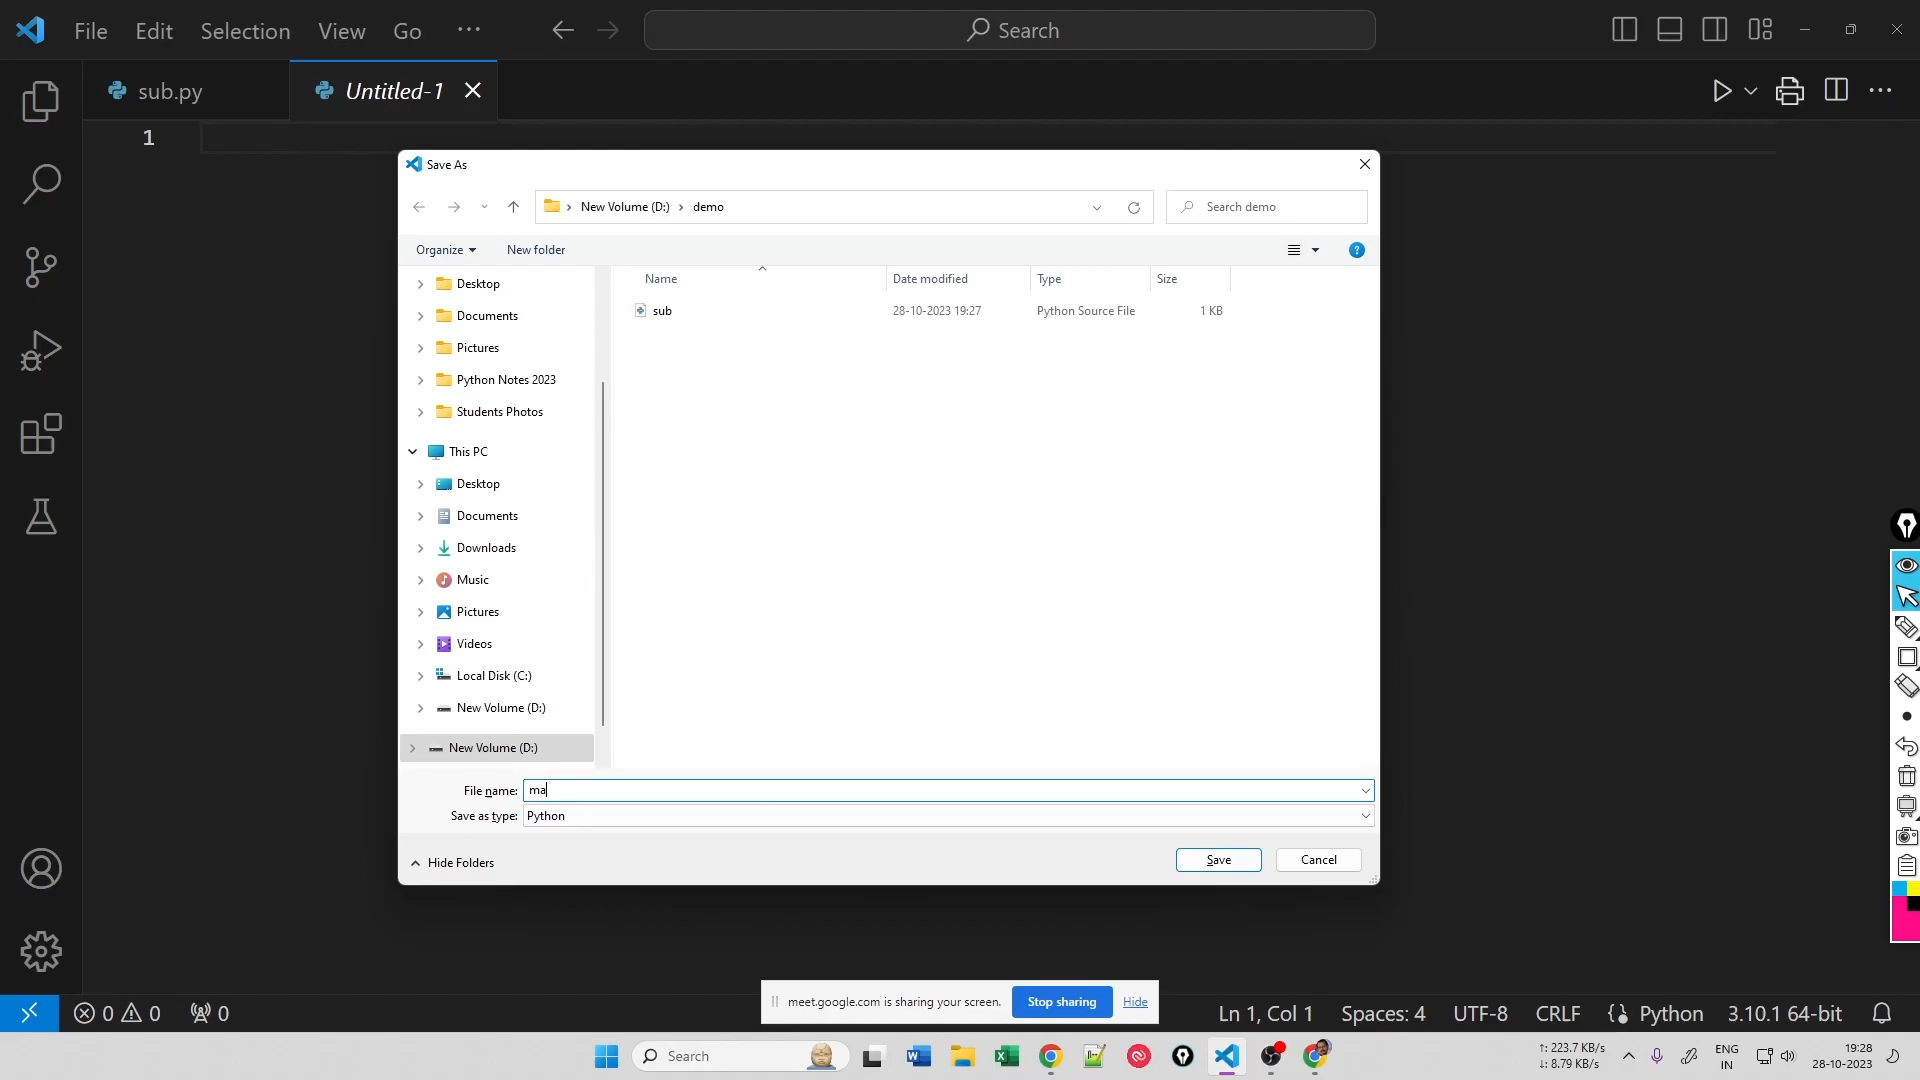 File Edit Selection View Go ··· Search
sub.py Untitled-1
1
Save As
New Volume (D:) demo Search demo
Organize New folder
Name Date modified Type Size
sub 28-10-2023 19:27 Python Source File 1 KB
Desktop
Documents
Pictures
Python Notes 2023
Students Photos
This PC
Desktop
Documents
Downloads
Music
Pictures
Videos
Local Disk (C:)
New Volume (D:)
New Volume (D:)
File name: ma
Save as type: Python
Hide Folders Save Cancel
meet.google.com is sharing your screen. Stop sharing Hide
0 0 0 Ln 1, Col 1 Spaces: 4 UTF-8 CRLF Python 3.10.1 64-bit
Search
↑: 223.7 KB/s
↓: 8.79 KB/s
ENG
IN
19:28
28-10-2023